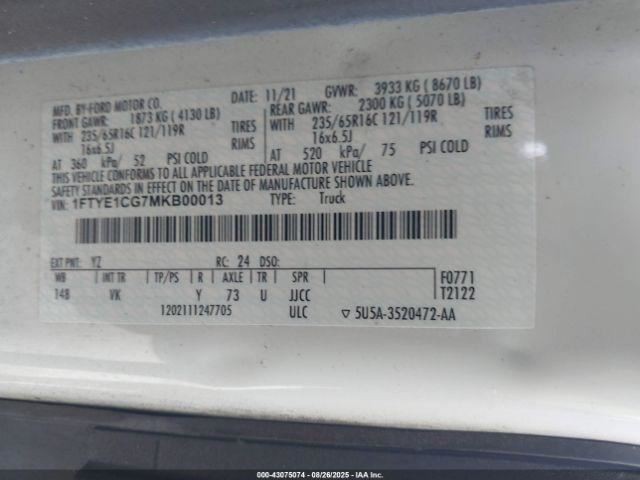 MFD. BY-FORD MOTOR CO. DATE: 11/21 GVWR: 3933 KG ( 8670 LB)
FRONT GAWR: 1873 KG ( 4130 LB) REAR GAWR: 2300 KG ( 5070 LB)
WITH 235/65R16C 121/119R TIRES WITH 235/65R16C 121/119R TIRES
16x6.5J RIMS 16x6.5J RIMS
AT 360 kPa/ 52 PSI COLD AT 520 kPa/ 75 PSI COLD
THIS VEHICLE CONFORMS TO ALL APPLICABLE FEDERAL MOTOR VEHICLE
SAFETY STANDARDS IN EFFECT ON THE DATE OF MANUFACTURE SHOWN ABOVE.
VIN: 1FTYE1CG7MKB00013 TYPE: Truck
EXT PNT: YZ RC: 24 DSO:
WB INT TR TP/PS R AXLE TR SPR F0771
148 VK Y 73 U JJCC T2122
1202111247705 ULC ▽ 5U5A-3520472-AA
000-43075074 - 08/26/2025 - IAA Inc.